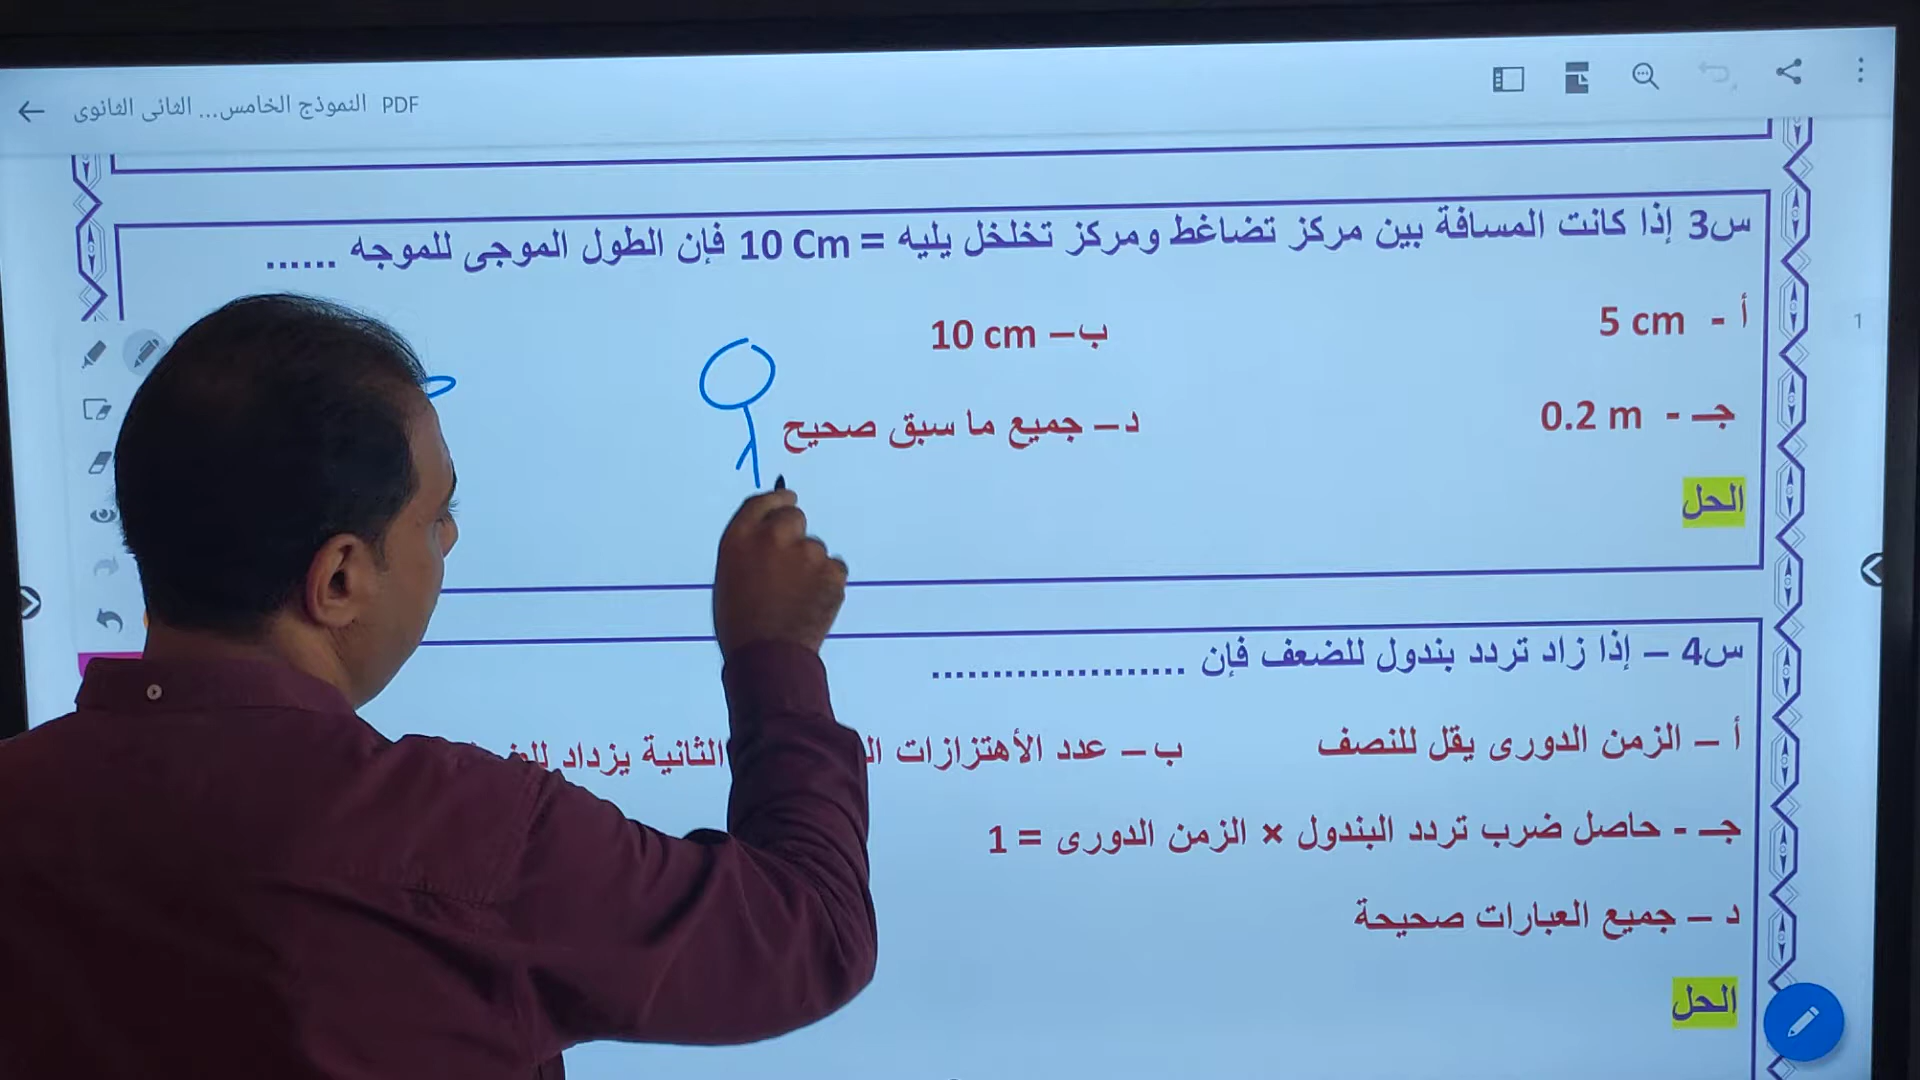 النموذج الخامس... الثانى الثانوى PDF
س3 إذا كانت المسافة بين مركز تضاغط ومركز تخلخل يليه = 10 Cm فإن الطول الموجى للموجه ......
أ - 5 cm
ب – 10 cm
جـ - 0.2 m
د – جميع ما سبق صحيح
الحل
1
س4 – إذا زاد تردد بندول للضعف فإن .....................
أ – الزمن الدورى يقل للنصف
ب – عدد الأهتزازات الثانية يزداد
جـ - حاصل ضرب تردد البندول × الزمن الدورى = 1
د – جميع العبارات صحيحة
الحل